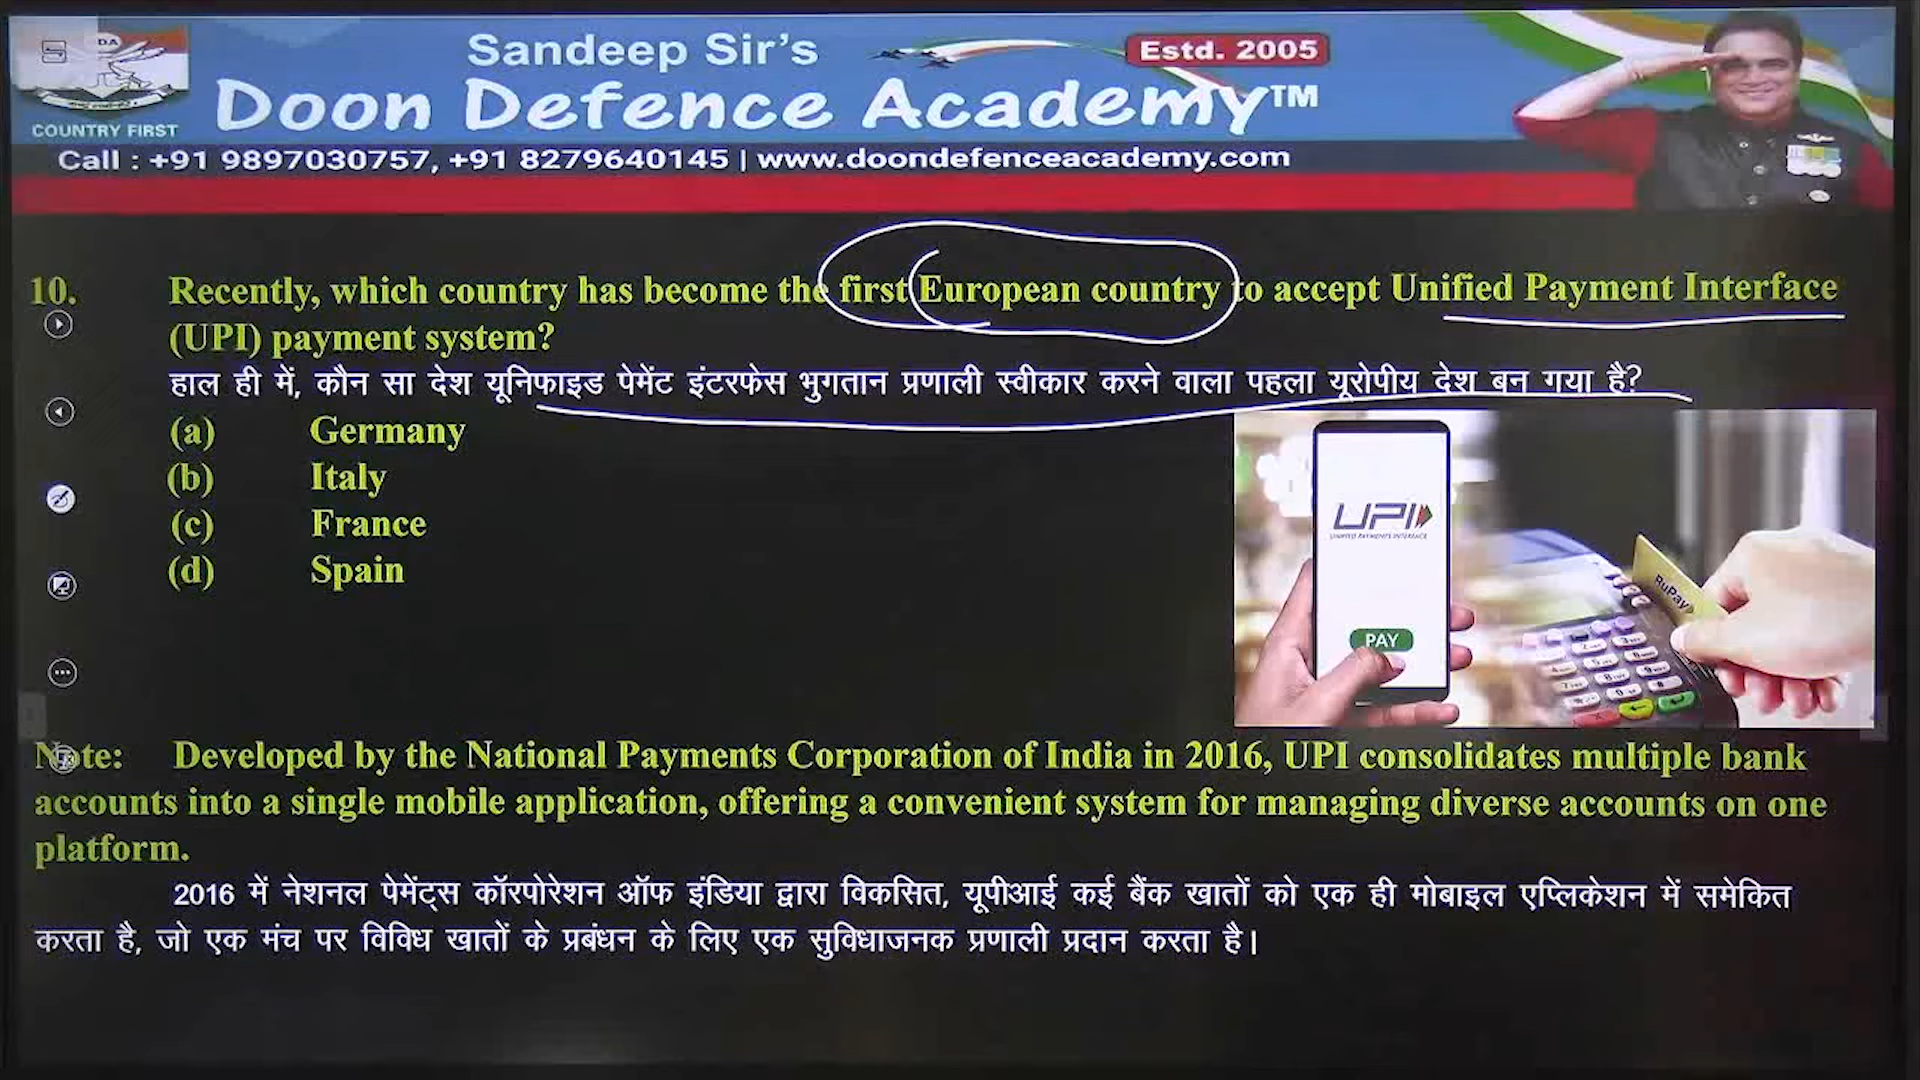 DA
COUNTRY FIRST
Sandeep Sir's
Estd. 2005
Doon Defence Academy™
Call : +91 9897030757, +91 8279640145 | www.doondefenceacademy.com
10. Recently, which country has become the first European country to accept Unified Payment Interface
(UPI) payment system?
हाल ही में, कौन सा देश यूनिफाइड पेमेंट इंटरफेस भुगतान प्रणाली स्वीकार करने वाला पहला यूरोपीय देश बन गया है?
(a) Germany
(b) Italy
(c) France
(d) Spain
UPI
UNIFIED PAYMENTS INTERFACE
PAY
RuPay
Note: Developed by the National Payments Corporation of India in 2016, UPI consolidates multiple bank
accounts into a single mobile application, offering a convenient system for managing diverse accounts on one
platform.
2016 में नेशनल पेमेंट्स कॉरपोरेशन ऑफ इंडिया द्वारा विकसित, यूपीआई कई बैंक खातों को एक ही मोबाइल एप्लिकेशन में समेकित
करता है, जो एक मंच पर विविध खातों के प्रबंधन के लिए एक सुविधाजनक प्रणाली प्रदान करता है।